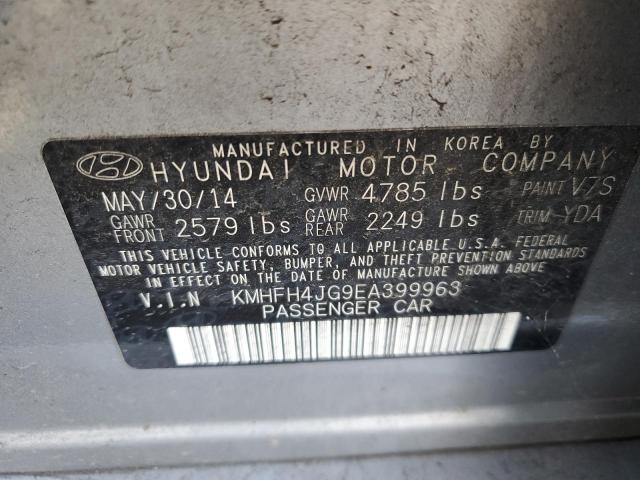 MANUFACTURED IN KOREA BY
HYUNDAI MOTOR COMPANY
MAY/30/14 GVWR 4785 lbs PAINT V7S
GAWR FRONT 2579 lbs GAWR REAR 2249 lbs TRIM YDA
THIS VEHICLE CONFORMS TO ALL APPLICABLE U.S.A. FEDERAL
MOTOR VEHICLE SAFETY, BUMPER, AND THEFT PREVENTION
STANDARDS IN EFFECT ON THE DATE OF MANUFACTURE SHOWN ABOVE.
V.I.N KMHFH4JG9EA399963
PASSENGER CAR